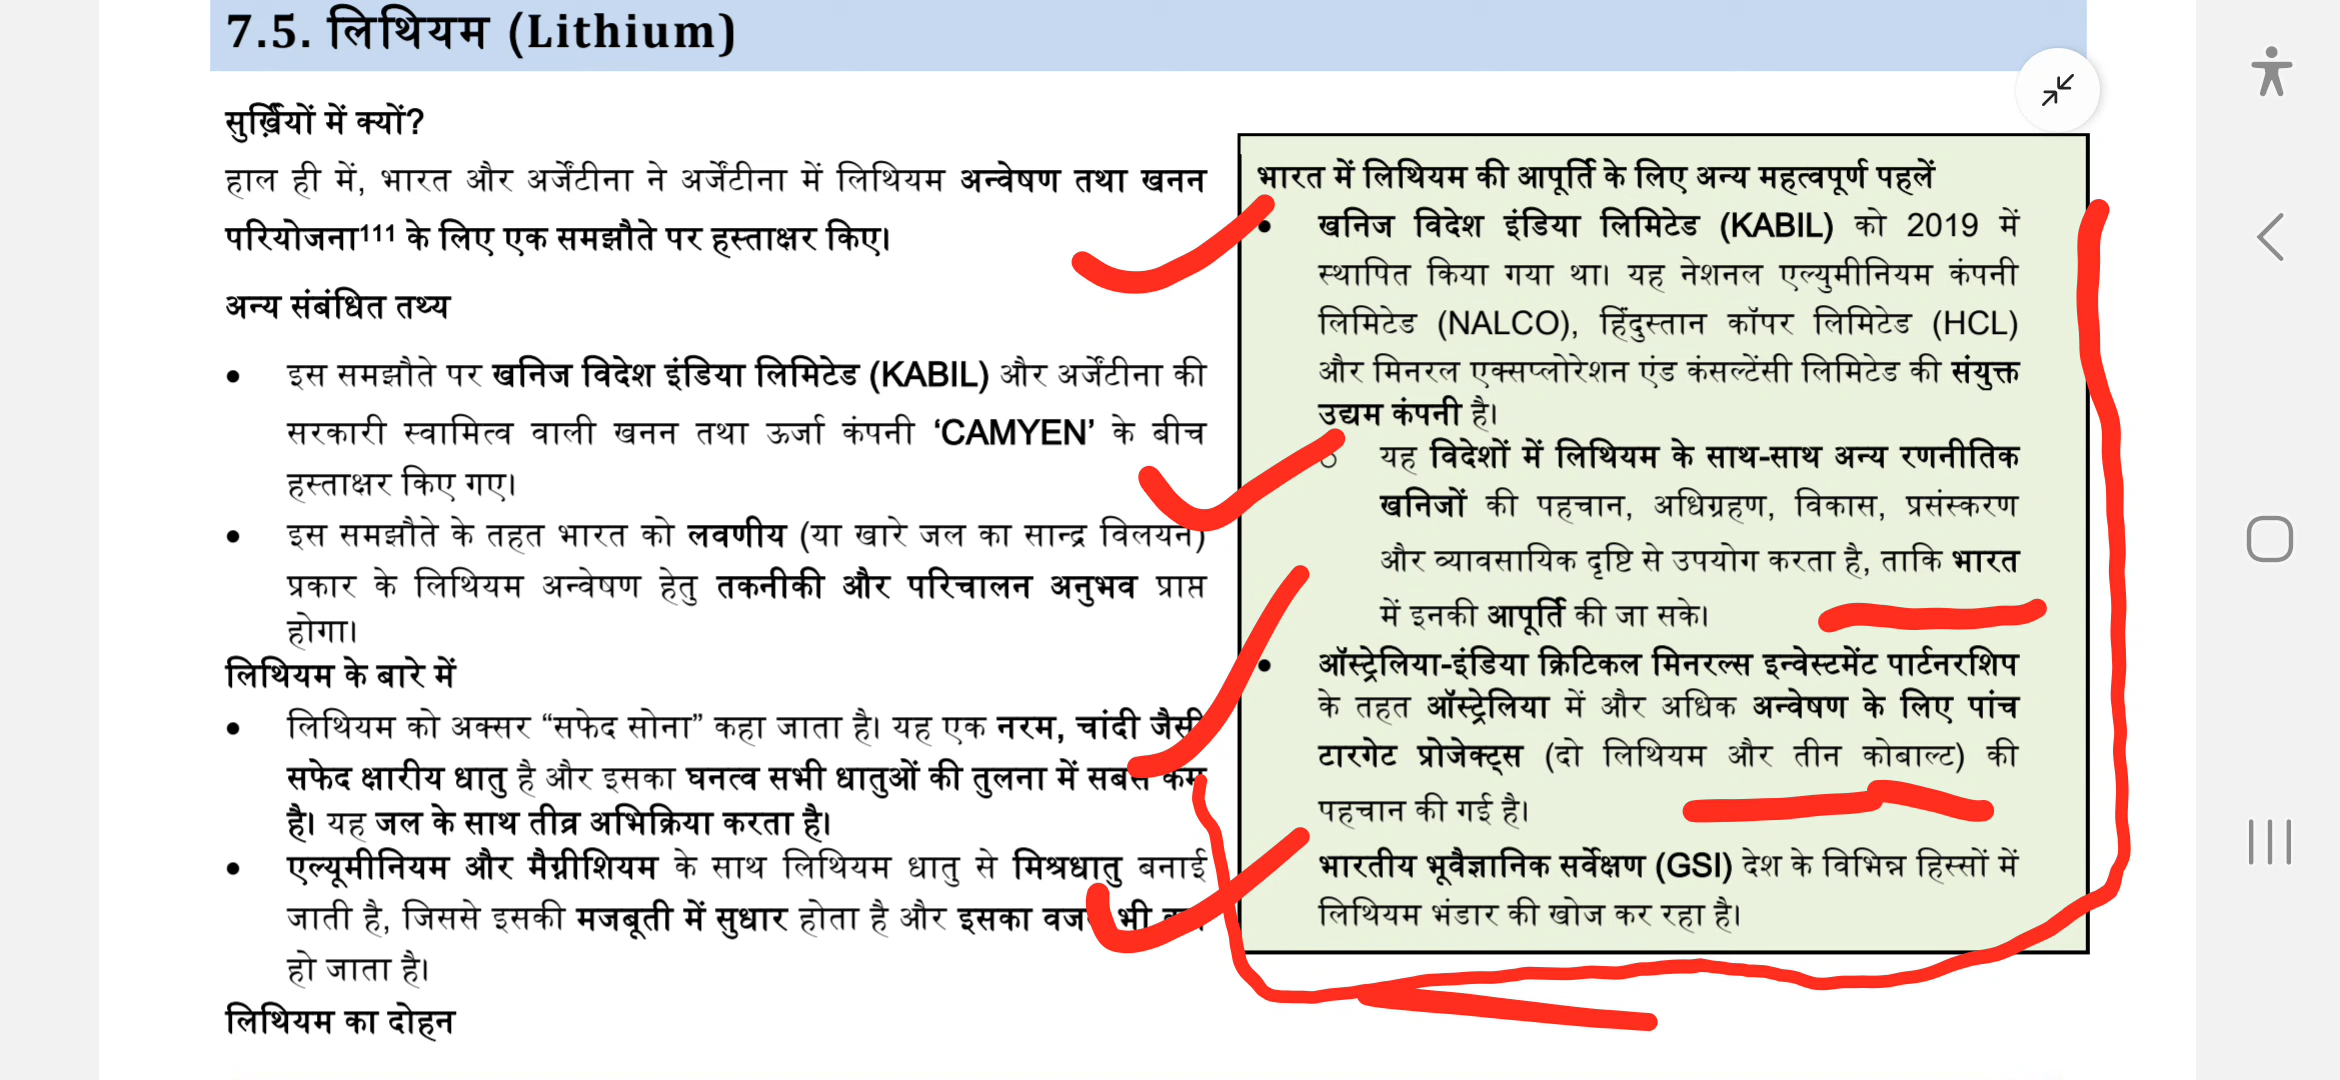 7.5. लिथियम (Lithium)
सुर्ख़ियों में क्यों?
हाल ही में, भारत और अर्जेंटीना ने अर्जेंटीना में लिथियम अन्वेषण तथा खनन
परियोजना¹¹¹ के लिए एक समझौते पर हस्ताक्षर किए।
अन्य संबंधित तथ्य
• इस समझौते पर खनिज विदेश इंडिया लिमिटेड (KABIL) और अर्जेंटीना की
सरकारी स्वामित्व वाली खनन तथा ऊर्जा कंपनी ‘CAMYEN’ के बीच
हस्ताक्षर किए गए।
• इस समझौते के तहत भारत को लवणीय (या खारे जल का सान्द्र विलयन)
प्रकार के लिथियम अन्वेषण हेतु तकनीकी और परिचालन अनुभव प्राप्त
होगा।
लिथियम के बारे में
• लिथियम को अक्सर “सफेद सोना” कहा जाता है। यह एक नरम, चांदी जैसी
सफेद क्षारीय धातु है और इसका घनत्व सभी धातुओं की तुलना में सबसे कम
है। यह जल के साथ तीव्र अभिक्रिया करता है।
• एल्यूमीनियम और मैग्नीशियम के साथ लिथियम धातु से मिश्रधातु बनाई
जाती है, जिससे इसकी मजबूती में सुधार होता है और इसका भी
हो जाता है।
लिथियम का दोहन
भारत में लिथियम की आपूर्ति के लिए अन्य महत्वपूर्ण पहलें
• खनिज विदेश इंडिया लिमिटेड (KABIL) को 2019 में
स्थापित किया गया था। यह नेशनल एल्युमीनियम कंपनी
लिमिटेड (NALCO), हिंदुस्तान कॉपर लिमिटेड (HCL)
और मिनरल एक्सप्लोरेशन एंड कंसल्टेंसी लिमिटेड की संयुक्त
उद्यम कंपनी है।
○ यह विदेशों में लिथियम के साथ-साथ अन्य रणनीतिक
खनिजों की पहचान, अधिग्रहण, विकास, प्रसंस्करण
और व्यावसायिक दृष्टि से उपयोग करता है, ताकि भारत
में इनकी आपूर्ति की जा सके।
• ऑस्ट्रेलिया-इंडिया क्रिटिकल मिनरल्स इन्वेस्टमेंट पार्टनरशिप
के तहत ऑस्ट्रेलिया में और अधिक अन्वेषण के लिए पांच
टारगेट प्रोजेक्ट्स (दो लिथियम और तीन कोबाल्ट) की
पहचान की गई है।
भारतीय भूवैज्ञानिक सर्वेक्षण (GSI) देश के विभिन्न हिस्सों में
लिथियम भंडार की खोज कर रहा है।